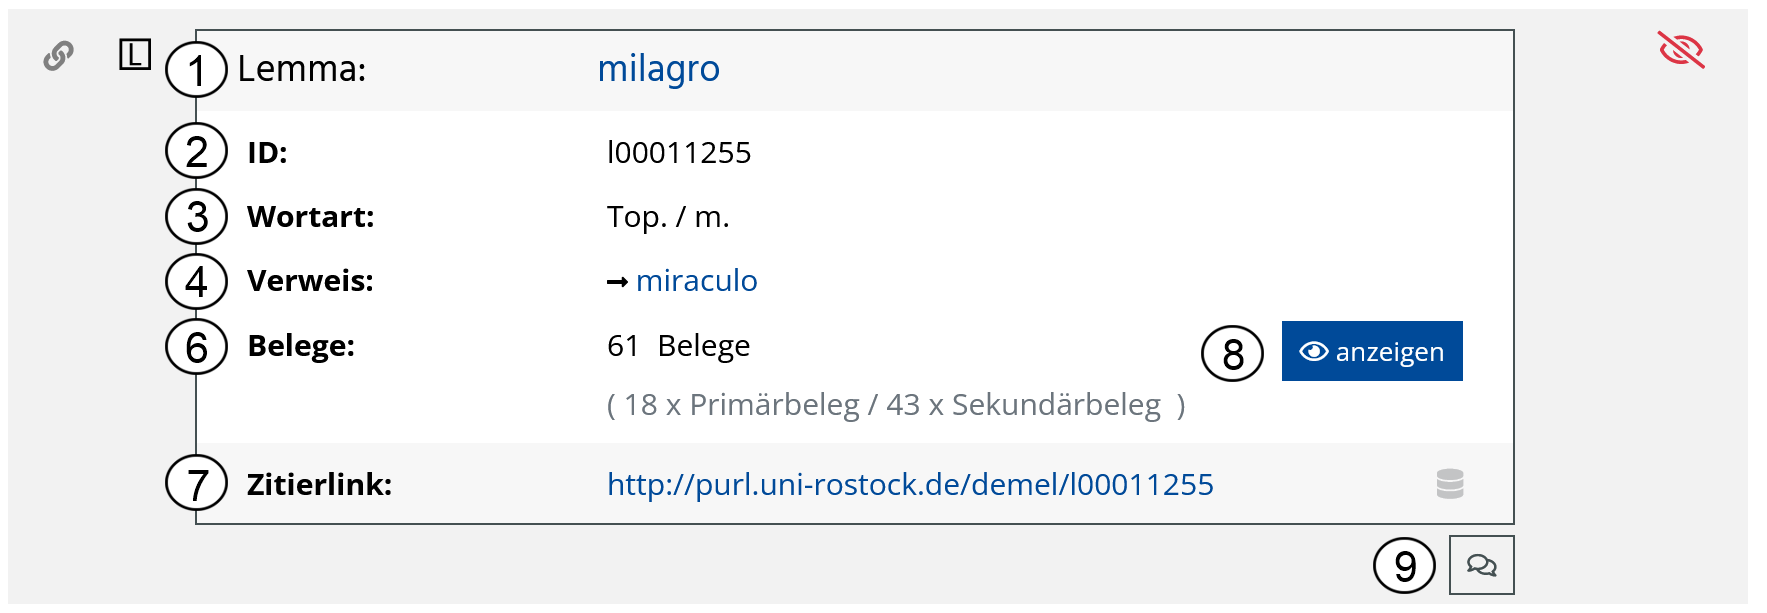 L 1 Lemma: milagro
2 ID: l00011255
3 Wortart: Top. / m.
4 Verweis: → miraculo
6 Belege: 61 Belege 8 anzeigen
( 18 x Primärbeleg / 43 x Sekundärbeleg )
7 Zitierlink: http://purl.uni-rostock.de/demel/l00011255
9